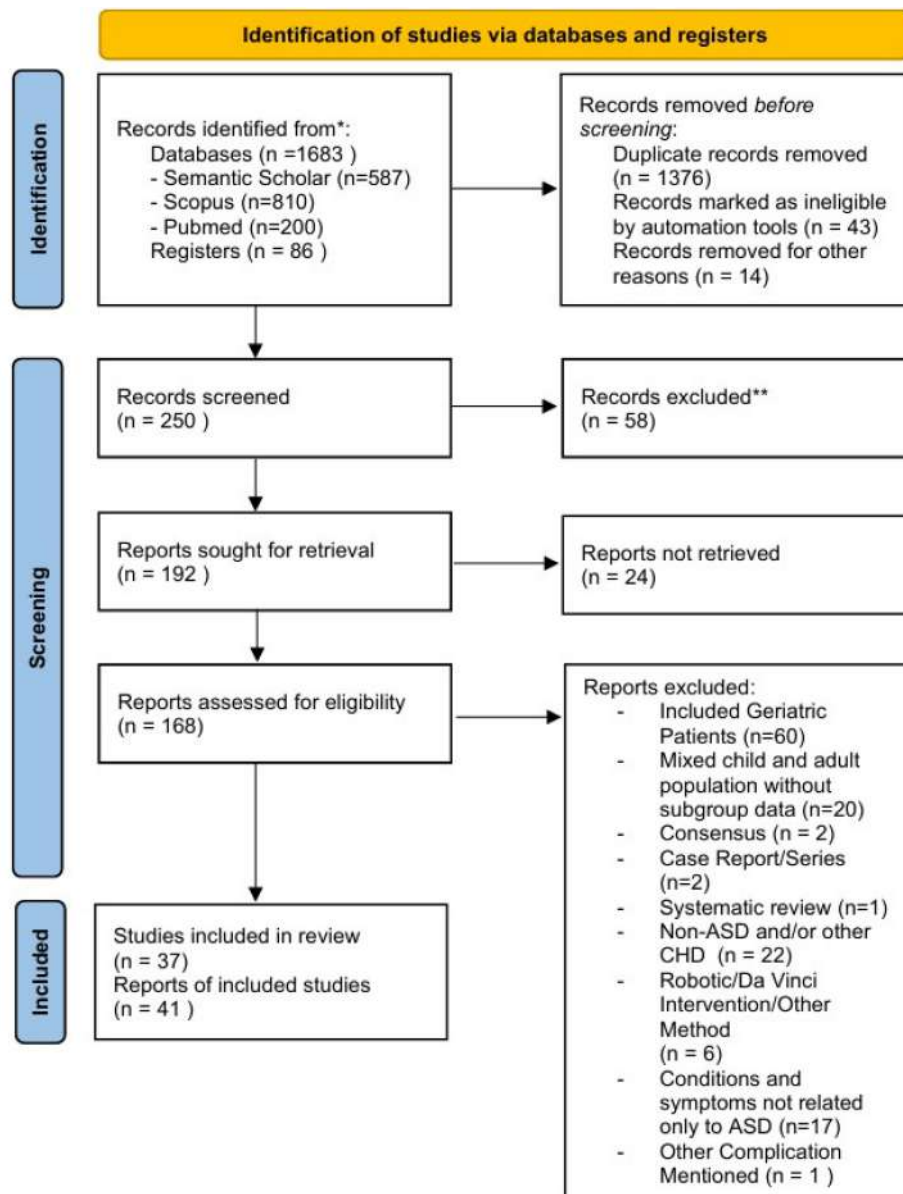 Identification of studies via databases and registers
Identification
Records identified from*:
Databases (n =1683 )
- Semantic Scholar (n=587)
- Scopus (n=810)
- Pubmed (n=200)
Registers (n = 86 )
Records removed before
screening:
Duplicate records removed
(n = 1376)
Records marked as ineligible
by automation tools (n = 43)
Records removed for other
reasons (n = 14)
Screening
Records screened
(n = 250 )
Records excluded**
(n = 58)
Reports sought for retrieval
(n = 192 )
Reports not retrieved
(n = 24)
Reports assessed for eligibility
(n = 168)
Reports excluded:
- Included Geriatric
Patients (n=60)
- Mixed child and adult
population without
subgroup data (n=20)
- Consensus (n = 2)
- Case Report/Series
(n=2)
- Systematic review (n=1)
- Non-ASD and/or other
CHD (n = 22)
- Robotic/Da Vinci
Intervention/Other
Method
(n = 6)
- Conditions and
symptoms not related
only to ASD (n=17)
- Other Complication
Mentioned (n = 1 )
Included
Studies included in review
(n = 37)
Reports of included studies
(n = 41 )